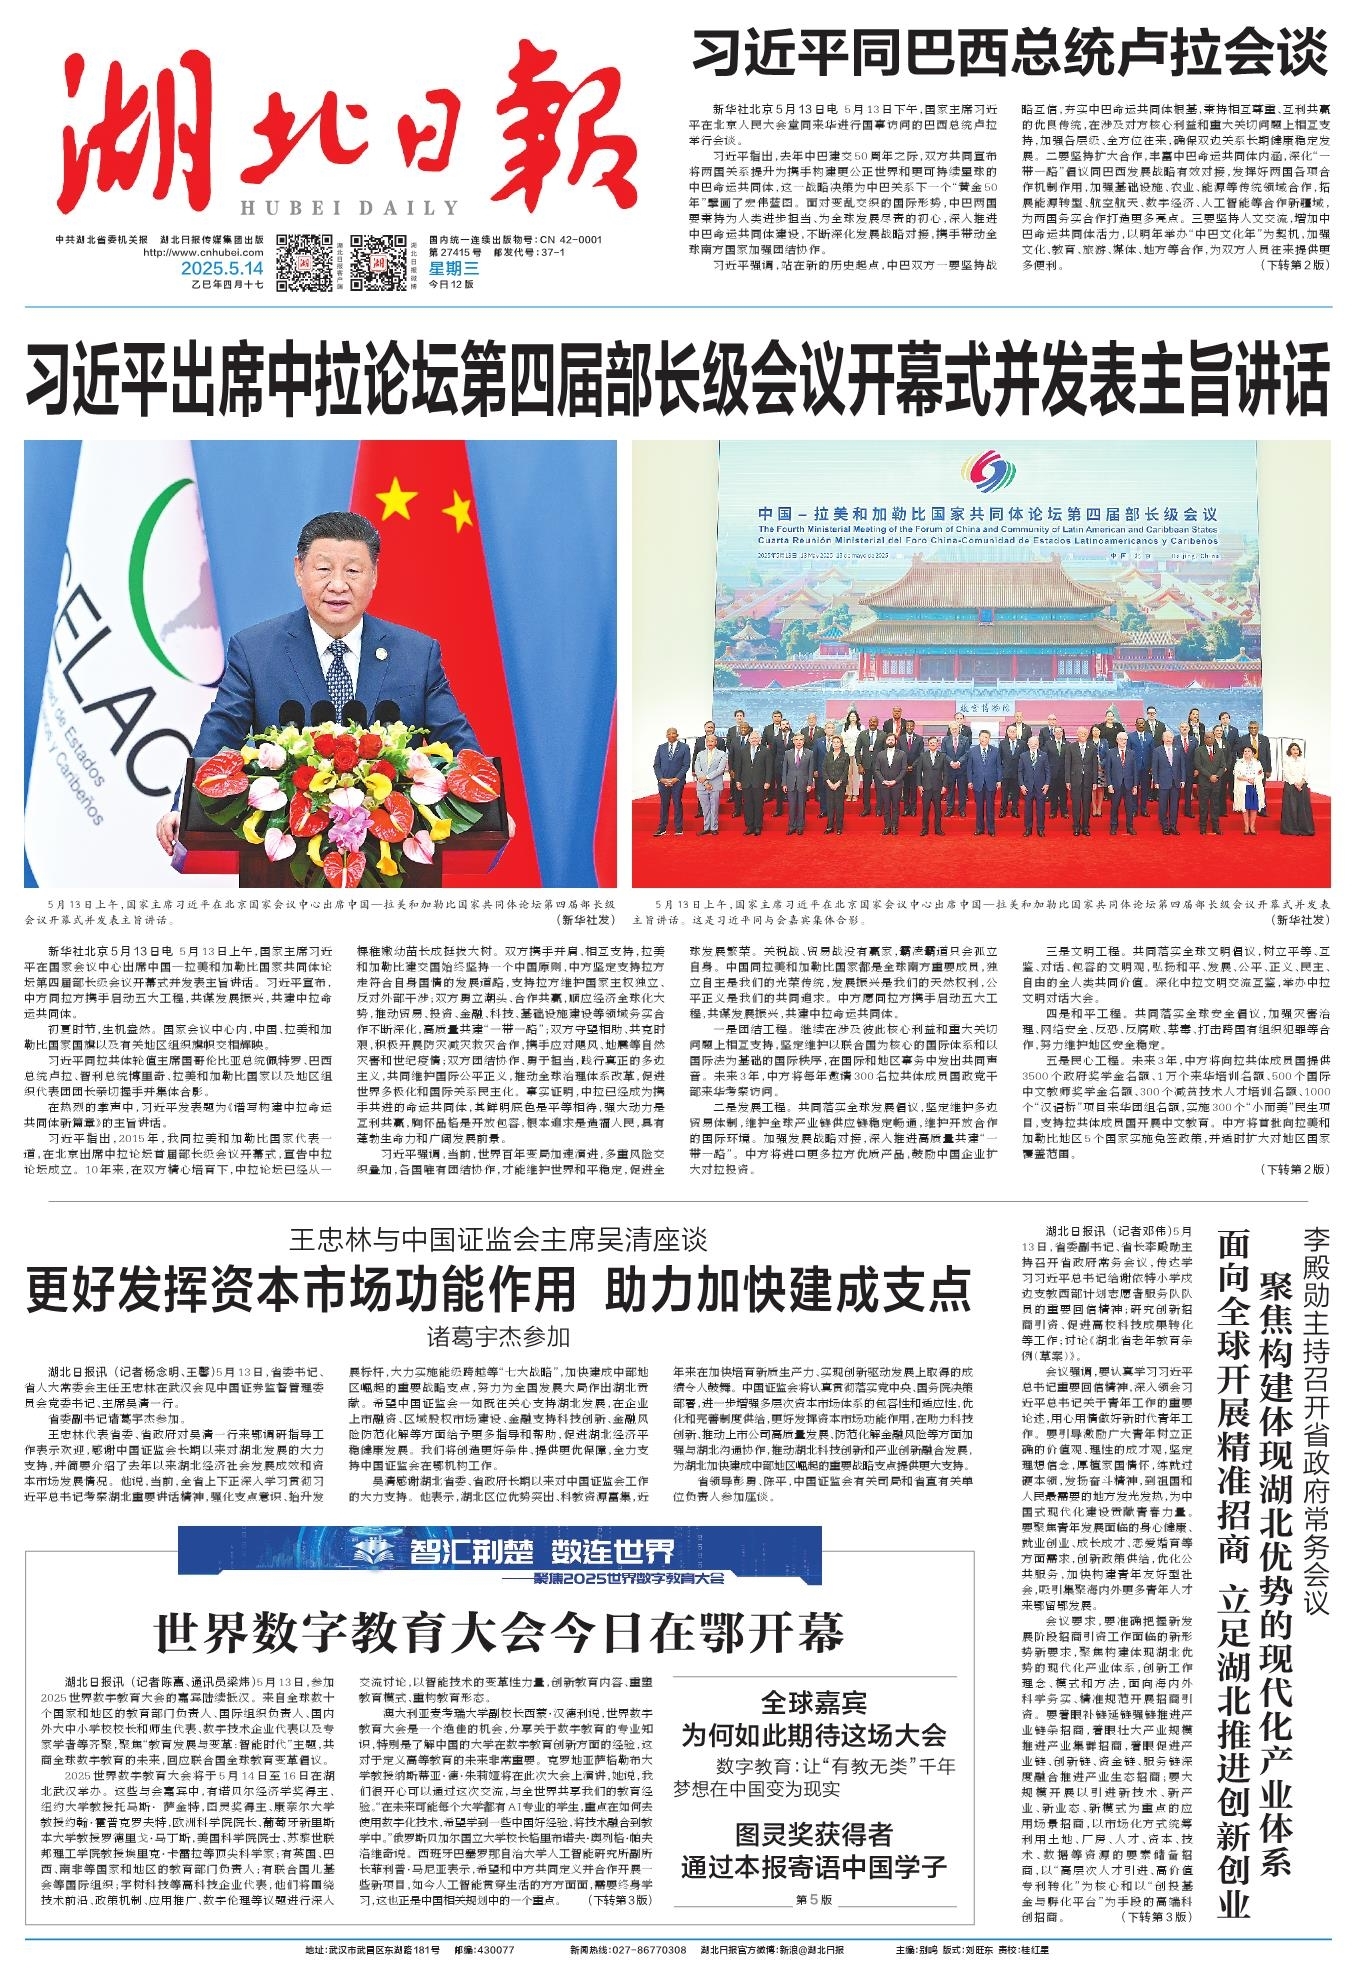 湖北日報
HUBEI DAILY
中共湖北省委机关报 湖北日报传媒集团出版
http://www.cnhubei.com
2025.5.14
乙巳年四月十七
湖北日报客户端
湖北日报微博
国内统一连续出版物号:CN 42-0001
第27415号 邮发代号:37-1
星期三
今日12版
习近平同巴西总统卢拉会谈
新华社北京5月13日电 5月13日下午,国家主席习近
平在北京人民大会堂同来华进行国事访问的巴西总统卢拉
举行会谈。
习近平指出,去年中巴建交50周年之际,双方共同宣布
将两国关系提升为携手构建更公正世界和更可持续星球的
中巴命运共同体,这一战略决策为中巴关系下一个“黄金50
年”擘画了宏伟蓝图。面对变乱交织的国际形势,中巴两国
要秉持为人类进步担当、为全球发展尽责的初心,深入推进
中巴命运共同体建设,不断深化发展战略对接,携手带动全
球南方国家加强团结协作。
习近平强调,站在新的历史起点,中巴双方一要坚持战
略互信,夯实中巴命运共同体根基,秉持相互尊重、互利共赢
的优良传统,在涉及对方核心利益和重大关切问题上相互支
持,加强各层级、全方位往来,确保双边关系长期健康稳定发
展。二要坚持扩大合作,丰富中巴命运共同体内涵,深化“一
带一路”倡议同巴西发展战略有效对接,发挥好两国各项合
作机制作用,加强基础设施、农业、能源等传统领域合作,拓
展能源转型、航空航天、数字经济、人工智能等合作新疆域,
为两国务实合作打造更多亮点。三要坚持人文交流,增加中
巴命运共同体活力,以明年举办“中巴文化年”为契机,加强
文化、教育、旅游、媒体、地方等合作,为双方人员往来提供更
多便利。 (下转第2版)
习近平出席中拉论坛第四届部长级会议开幕式并发表主旨讲话
CELAC
中国－拉美和加勒比国家共同体论坛第四届部长级会议
The Fourth Ministerial Meeting of the Forum of China and Community of Latin American and Caribbean States
Cuarta Reunión Ministerial del Foro China-Comunidad de Estados Latinoamericanos y Caribeños
5月13日上午,国家主席习近平在北京国家会议中心出席中国—拉美和加勒比国家共同体论坛第四届部长级
会议开幕式并发表主旨讲话。 (新华社发)
5月13日上午,国家主席习近平在北京国家会议中心出席中国—拉美和加勒比国家共同体论坛第四届部长级会议开幕式并发表
主旨讲话。这是习近平同与会嘉宾集体合影。 (新华社发)
新华社北京5月13日电 5月13日上午,国家主席习近
平在国家会议中心出席中国—拉美和加勒比国家共同体论
坛第四届部长级会议开幕式并发表主旨讲话。习近平宣布,
中方同拉方携手启动五大工程,共谋发展振兴,共建中拉命
运共同体。
初夏时节,生机盎然。国家会议中心内,中国、拉美和加
勒比国家国旗以及有关地区组织旗帜交相辉映。
习近平同拉共体轮值主席国哥伦比亚总统佩特罗、巴西
总统卢拉、智利总统博里奇、拉美和加勒比国家以及地区组
织代表团团长亲切握手并集体合影。
在热烈的掌声中,习近平发表题为《谱写构建中拉命运
共同体新篇章》的主旨讲话。
习近平指出,2015年,我同拉美和加勒比国家代表一
道,在北京出席中拉论坛首届部长级会议开幕式,宣告中拉
论坛成立。10年来,在双方精心培育下,中拉论坛已经从一
棵稚嫩幼苗长成挺拔大树。双方携手并肩、相互支持,拉美
和加勒比建交国始终坚持一个中国原则,中方坚定支持拉方
走符合自身国情的发展道路,支持拉方维护国家主权独立、
反对外部干涉;双方勇立潮头、合作共赢,顺应经济全球化大
势,推动贸易、投资、金融、科技、基础设施建设等领域务实合
作不断深化,高质量共建“一带一路”;双方守望相助、共克时
艰,积极开展防灾减灾救灾合作,携手应对飓风、地震等自然
灾害和世纪疫情;双方团结协作、勇于担当,践行真正的多边
主义,共同维护国际公平正义,推动全球治理体系改革,促进
世界多极化和国际关系民主化。事实证明,中拉已经成为携
手共进的命运共同体,其鲜明底色是平等相待,强大动力是
互利共赢,胸怀品格是开放包容,根本追求是造福人民,具有
蓬勃生命力和广阔发展前景。
习近平强调,当前,世界百年变局加速演进,多重风险交
织叠加,各国唯有团结协作,才能维护世界和平稳定,促进全
球发展繁荣。关税战、贸易战没有赢家,霸凌霸道只会孤立
自身。中国同拉美和加勒比国家都是全球南方重要成员,独
立自主是我们的光荣传统,发展振兴是我们的天然权利,公
平正义是我们的共同追求。中方愿同拉方携手启动五大工
程,共谋发展振兴,共建中拉命运共同体。
一是团结工程。继续在涉及彼此核心利益和重大关切
问题上相互支持,坚定维护以联合国为核心的国际体系和以
国际法为基础的国际秩序,在国际和地区事务中发出共同声
音。未来3年,中方将每年邀请300名拉共体成员国政党干
部来华考察访问。
二是发展工程。共同落实全球发展倡议,坚定维护多边
贸易体制,维护全球产业链供应链稳定畅通,维护开放合作
的国际环境。加强发展战略对接,深入推进高质量共建“一
带一路”。中方将进口更多拉方优质产品,鼓励中国企业扩
大对拉投资。
三是文明工程。共同落实全球文明倡议,树立平等、互
鉴、对话、包容的文明观,弘扬和平、发展、公平、正义、民主、
自由的全人类共同价值。深化中拉文明交流互鉴,举办中拉
文明对话大会。
四是和平工程。共同落实全球安全倡议,加强灾害治
理、网络安全、反恐、反腐败、禁毒、打击跨国有组织犯罪等合
作,努力维护地区安全稳定。
五是民心工程。未来3年,中方将向拉共体成员国提供
3500个政府奖学金名额、1万个来华培训名额、500个国际
中文教师奖学金名额、300个减贫技术人才培训名额、1000
个“汉语桥”项目来华团组名额,实施300个“小而美”民生项
目,支持拉共体成员国开展中文教育。中方将首批向拉美和
加勒比地区5个国家实施免签政策,并适时扩大对地区国家
覆盖范围。
(下转第2版)
王忠林与中国证监会主席吴清座谈
更好发挥资本市场功能作用 助力加快建成支点
诸葛宇杰参加
湖北日报讯 (记者杨念明、王馨)5月13日,省委书记、
省人大常委会主任王忠林在武汉会见中国证券监督管理委
员会党委书记、主席吴清一行。
省委副书记诸葛宇杰参加。
王忠林代表省委、省政府对吴清一行来鄂调研指导工
作表示欢迎,感谢中国证监会长期以来对湖北发展的大力
支持,并简要介绍了去年以来湖北经济社会发展成效和资
本市场发展情况。他说,当前,全省上下正深入学习贯彻习
近平总书记考察湖北重要讲话精神,强化支点意识、抬升发
展标杆,大力实施能级跨越等“七大战略”,加快建成中部地
区崛起的重要战略支点,努力为全国发展大局作出湖北贡
献。希望中国证监会一如既往关心支持湖北发展,在企业
上市融资、区域股权市场建设、金融支持科技创新、金融风
险防范化解等方面给予更多指导和帮助,促进湖北经济平
稳健康发展。我们将创造更好条件、提供更优保障,全力支
持中国证监会在鄂机构工作。
吴清感谢湖北省委、省政府长期以来对中国证监会工作
的大力支持。他表示,湖北区位优势突出、科教资源富集,近
年来在加快培育新质生产力、实现创新驱动发展上取得的成
绩令人鼓舞。中国证监会将认真贯彻落实党中央、国务院决策
部署,进一步增强多层次资本市场体系的包容性和适应性,优
化和完善制度供给,更好发挥资本市场功能作用,在助力科技
创新、推动上市公司高质量发展、防范化解金融风险等方面加
强与湖北沟通协作,推动湖北科技创新和产业创新融合发展,
为湖北加快建成中部地区崛起的重要战略支点提供更大支持。
省领导彭勇、陈平,中国证监会有关司局和省直有关单
位负责人参加座谈。
智汇荆楚 数连世界
——聚焦2025世界数字教育大会
世界数字教育大会今日在鄂开幕
湖北日报讯 (记者陈熹、通讯员梁炜)5月13日,参加
2025世界数字教育大会的嘉宾陆续抵汉。来自全球数十
个国家和地区的教育部门负责人、国际组织负责人、国内
外大中小学校校长和师生代表、数字技术企业代表以及专
家学者等齐聚,聚焦“教育发展与变革:智能时代”主题,共
商全球数字教育的未来,回应联合国全球教育变革倡议。
2025世界数字教育大会将于5月14日至16日在湖
北武汉举办。这些与会嘉宾中,有诺贝尔经济学奖得主、
纽约大学教授托马斯·萨金特,图灵奖得主、康奈尔大学
教授约翰·霍普克罗夫特,欧洲科学院院长、葡萄牙新里斯
本大学教授罗德里戈·马丁斯,美国科学院院士、苏黎世联
邦理工学院教授埃里克·卡雷拉等顶尖科学家;有英国、巴
西、南非等国家和地区的教育部门负责人;有联合国儿基
会等国际组织;宇树科技等高科技企业代表,他们将围绕
技术前沿、政策机制、应用推广、数字伦理等议题进行深入
交流讨论,以智能技术的变革性力量,创新教育内容、重塑
教育模式、重构教育形态。
澳大利亚麦考瑞大学副校长西蒙·汉德利说,世界数字
教育大会是一个绝佳的机会,分享关于数字教育的专业知
识,特别是了解中国的大学在数字教育创新方面的经验,这
对于定义高等教育的未来非常重要。克罗地亚萨格勒布大
学教授纳斯蒂亚·德·朱莉娅将在此次大会上演讲,她说,我
们很开心可以通过这次交流,与全世界共享我们的教育经
验。“在未来可能每个大学都有AI专业的学生,重点在如何去
使用数字化技术,希望学到一些中国好经验,将技术融合到教
学中。”俄罗斯贝加尔国立大学校长格里布诺夫·奥列格·帕夫
洛维奇说。西班牙巴塞罗那自治大学人工智能研究所副所
长菲利普·马尼亚表示,希望和中方共同定义并合作开展一
些新项目,如今人工智能贯穿生活的方方面面,需要终身学
习,这也正是中国相关规划中的一个重点。 (下转第3版)
全球嘉宾
为何如此期待这场大会
数字教育:让“有教无类”千年
梦想在中国变为现实
图灵奖获得者
通过本报寄语中国学子
第5版
李殿勋主持召开省政府常务会议
聚焦构建体现湖北优势的现代化产业体系
面向全球开展精准招商 立足湖北推进创新创业
湖北日报讯 (记者邓伟)5月
13日,省委副书记、省长李殿勋主
持召开省政府常务会议,传达学
习习近平总书记给谢依特小学戍
边支教西部计划志愿者服务队队
员的重要回信精神;研究创新招
商引资、促进高校科技成果转化
等工作;讨论《湖北省老年教育条
例(草案)》。
会议强调,要认真学习习近平
总书记重要回信精神,深入领会习
近平总书记关于青年工作的重要
论述,用心用情做好新时代青年工
作。要引导激励广大青年树立正
确的价值观、理性的成才观,坚定
理想信念,厚植家国情怀,练就过
硬本领,发扬奋斗精神,到祖国和
人民最需要的地方发光发热,为中
国式现代化建设贡献青春力量。
要聚焦青年发展面临的身心健康、
就业创业、成长成才、恋爱婚育等
方面需求,创新政策供给,优化公
共服务,加快构建青年友好型社
会,吸引集聚海内外更多青年人才
来鄂留鄂发展。
会议要求,要准确把握新发
展阶段招商引资工作面临的新形
势新要求,聚焦构建体现湖北优
势的现代化产业体系,创新工作
理念、模式和方法,面向海内外
科学务实、精准规范开展招商引
资。要着眼补链延链强链推进产
业链条招商,着眼壮大产业规模
推进产业集群招商,着眼促进产
业链、创新链、资金链、服务链深
度融合推进产业生态招商;要大
规模开展以引进新技术、新产
业、新业态、新模式为重点的应
用场景招商,以市场化方式统筹
利用土地、厂房、人才、资本、技
术、数据等资源的要素储备招
商,以“高层次人才引进、高价值
专利转化”为核心和以“创投基
金与孵化平台”为手段的高端科
创招商。 (下转第3版)
地址:武汉市武昌区东湖路181号 邮编:430077 新闻热线:027-86770308 湖北日报官方微博:新浪@湖北日报 主编:别鸣 版式:刘旺东 责校:桂红星